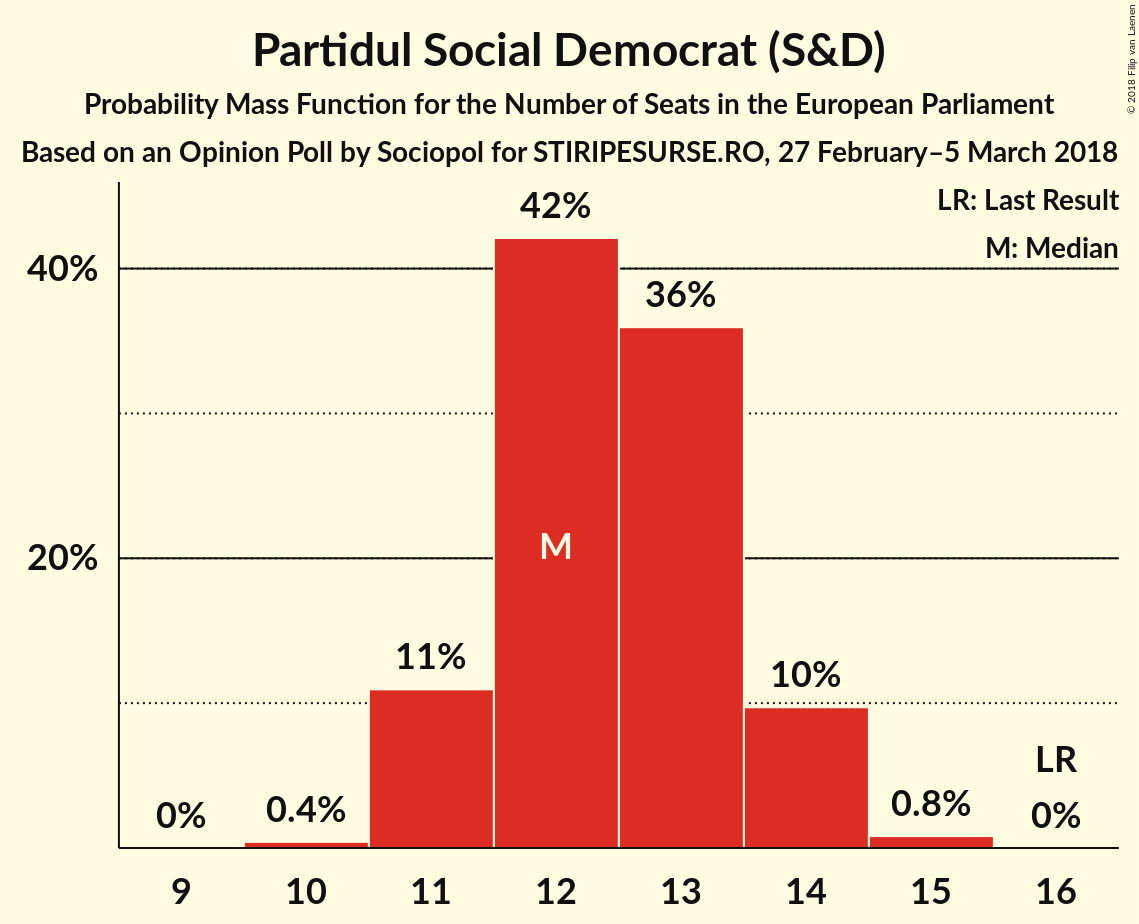 Partidul Social Democrat (S&D)
Probability Mass Function for the Number of Seats in the European Parliament
Based on an Opinion Poll by Sociopol for STIRIPESURSE.RO, 27 February–5 March 2018
© 2018 Filip van Laenen
LR: Last Result
M: Median
42%
40%
36%
M
20%
11%
10%
LR
0%
0.4%
0.8%
0%
9 10 11 12 13 14 15 16